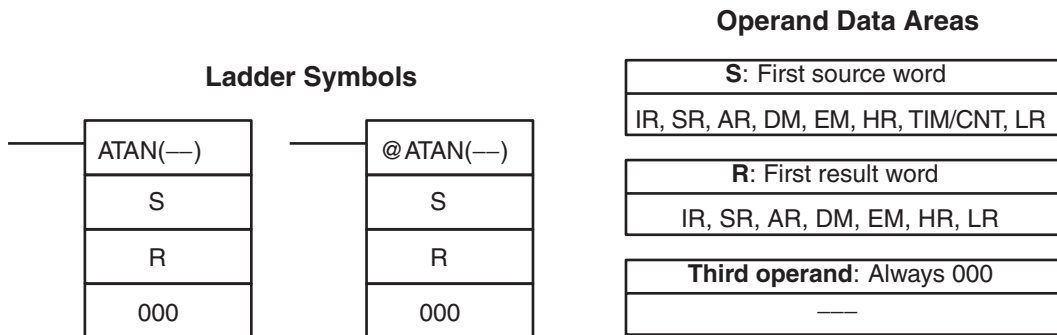 Ladder Symbols
ATAN(––)
S
R
000
@ATAN(––)
S
R
000
Operand Data Areas
S: First source word
IR, SR, AR, DM, EM, HR, TIM/CNT, LR
R: First result word
IR, SR, AR, DM, EM, HR, LR
Third operand: Always 000
–––